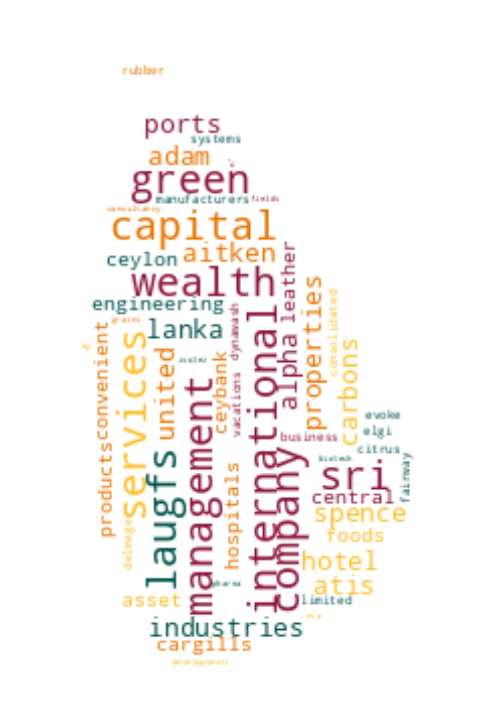 rubber
ports
systems
adam
green
manufacturers
fields
consultancy
capital
aitken
ceylon
wealth
engineering
lanka
grains
dynawash
alpha leather
properties
consolidated
convenient
services
united
ceybank
vacations
international
carbons
management
business
evoke
elgi
citrus
biotech
fairway
sri
central
company
laugfs
products
hospitals
spence
foods
delmege
hotel
atis
pharma
asset
limited
industries
cargills
developments